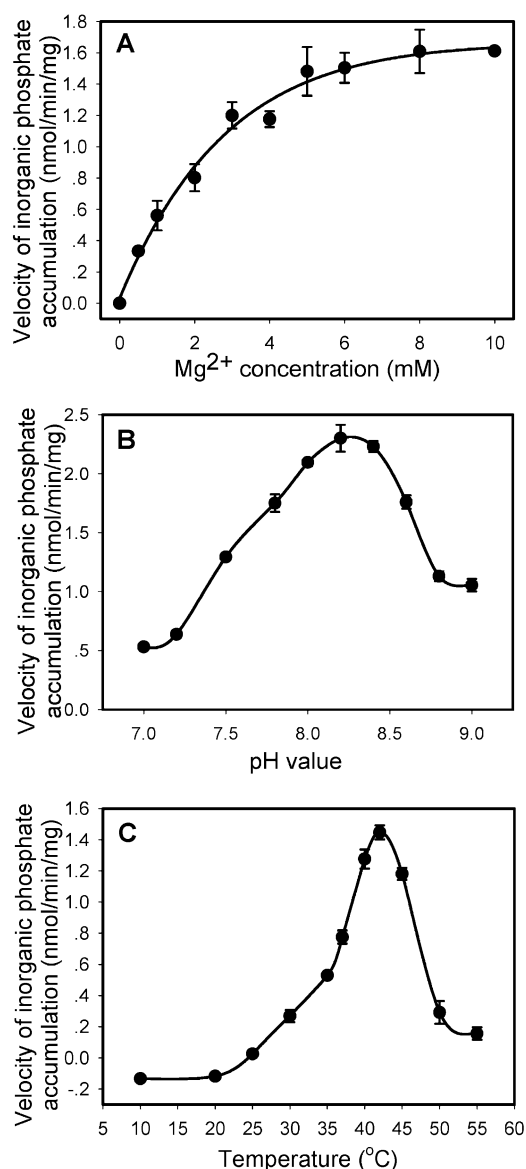 A
Velocity of inorganic phosphate
accumulation (nmol/min/mg)
1.8
1.6
1.4
1.2
1.0
.8
.6
.4
.2
0.0
0 2 4 6 8 10
Mg2+ concentration (mM)
B
Velocity of inorganic phosphate
accumulation (nmol/min/mg)
2.5
2.0
1.5
1.0
.5
0.0
7.0 7.5 8.0 8.5 9.0
pH value
C
Velocity of inorganic phosphate
accumulation (nmol/min/mg)
1.6
1.4
1.2
1.0
.8
.6
.4
.2
0.0
-.2
5 10 15 20 25 30 35 40 45 50 55 60
Temperature (oC)